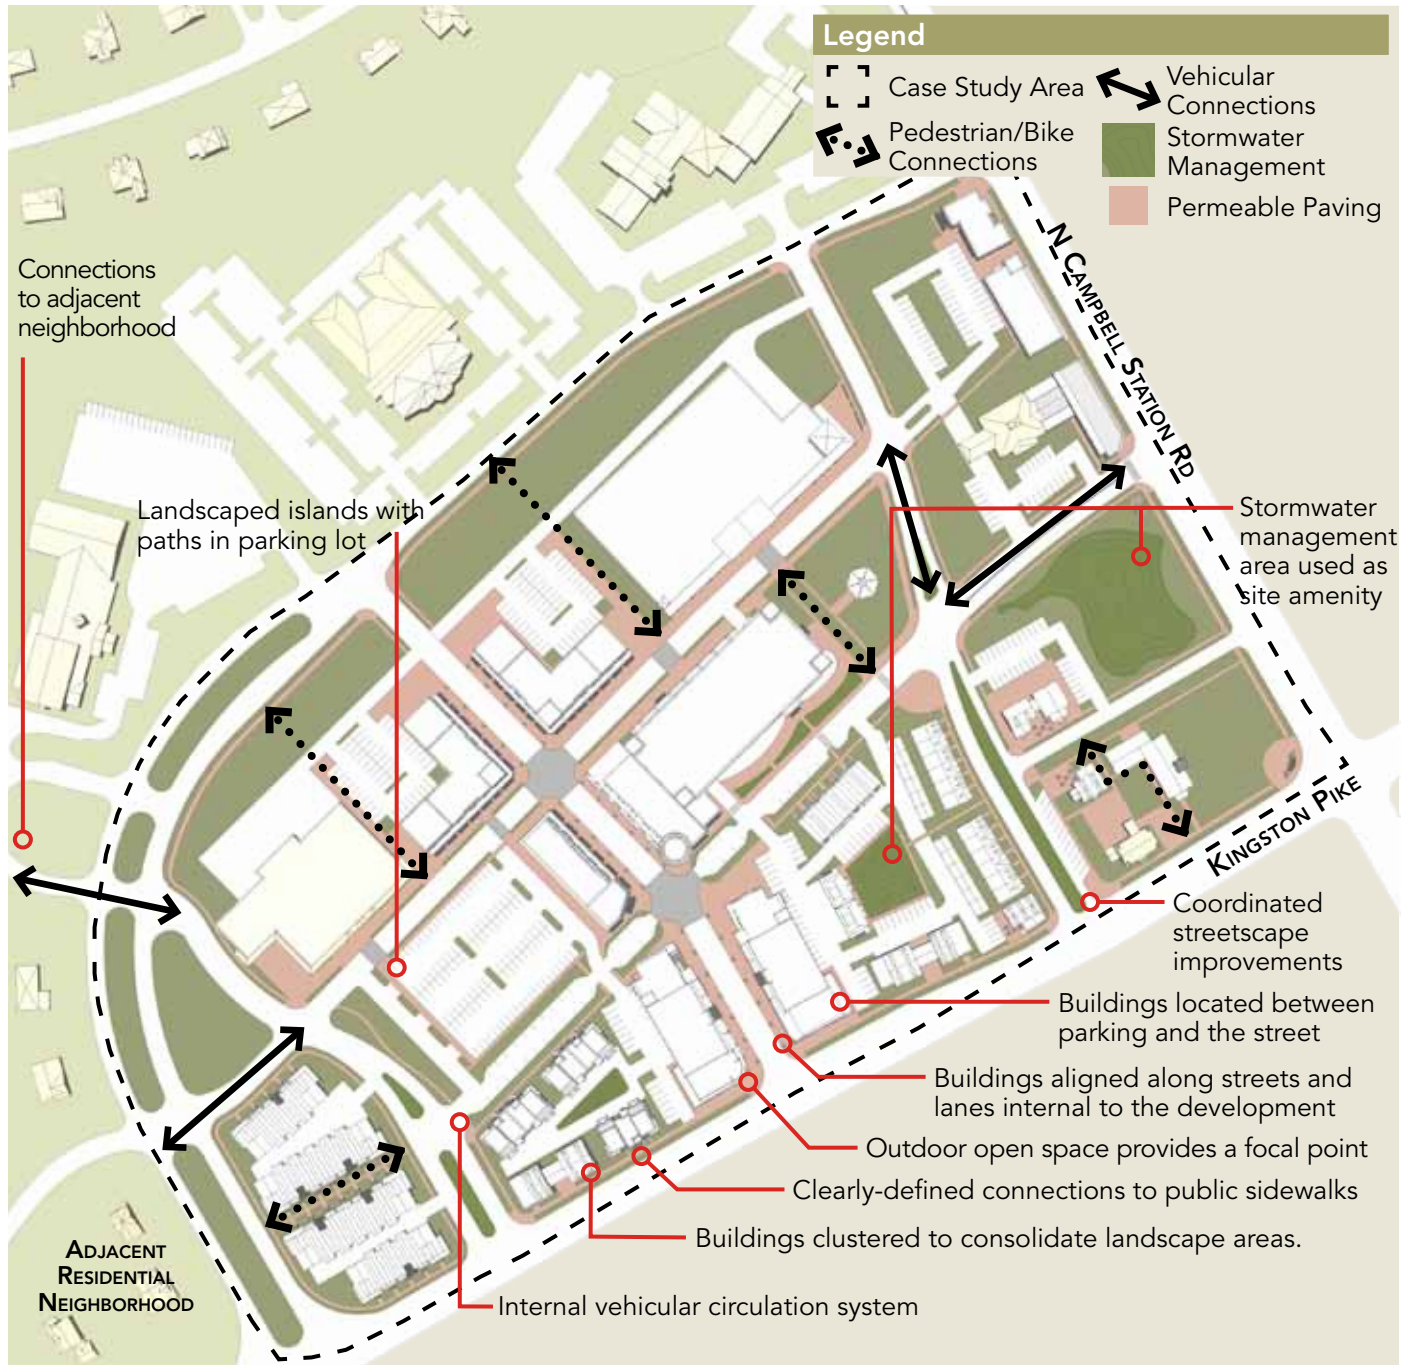 Legend
Case Study Area
Vehicular
Connections
Pedestrian/Bike
Connections
Stormwater
Management
Permeable Paving
N Campbell Station Rd
Connections
to adjacent
neighborhood
Landscaped islands with
paths in parking lot
Stormwater
management
area used as
site amenity
Kingston Pike
Coordinated
streetscape
improvements
Buildings located between
parking and the street
Buildings aligned along streets and
lanes internal to the development
Outdoor open space provides a focal point
Clearly-defined connections to public sidewalks
Buildings clustered to consolidate landscape areas.
Internal vehicular circulation system
Adjacent
Residential
Neighborhood